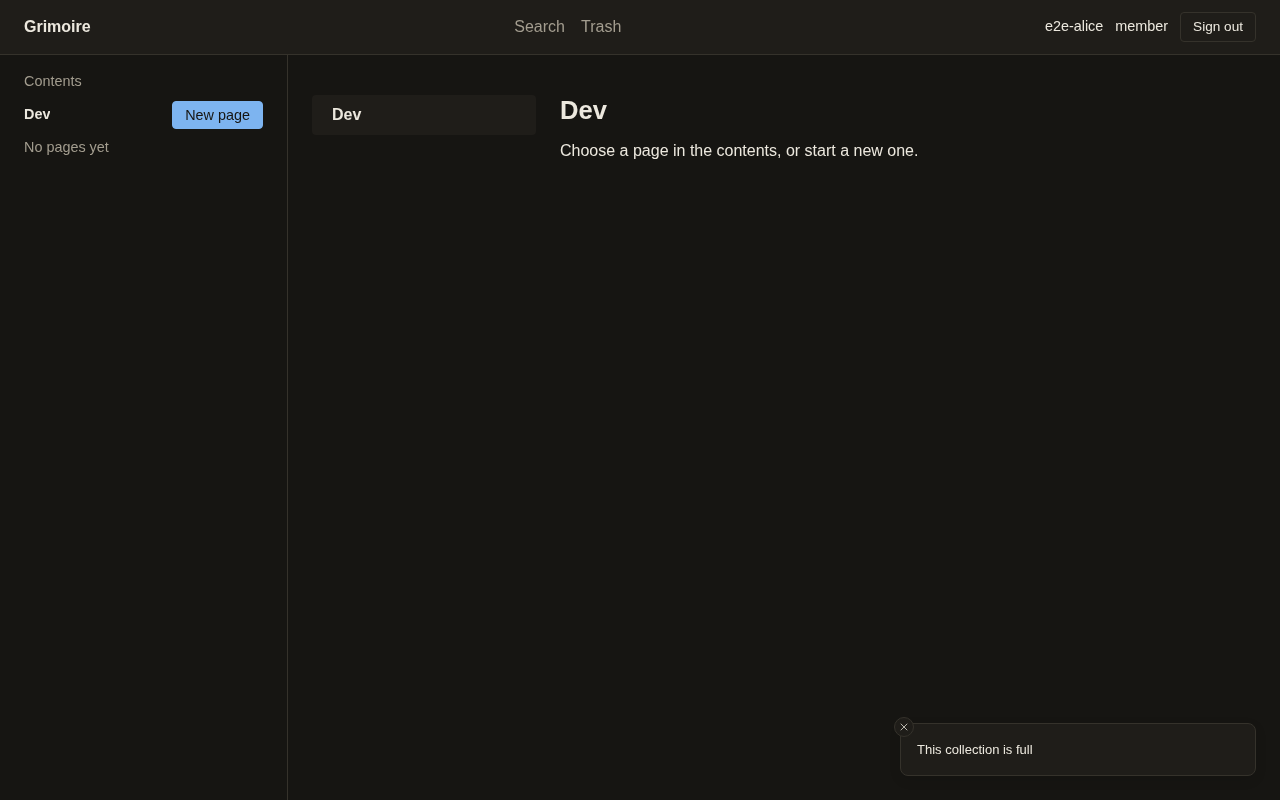 Grimoire
Search Trash
e2e-alice member Sign out
Contents
Dev New page
No pages yet
Dev
Dev
Choose a page in the contents, or start a new one.
This collection is full